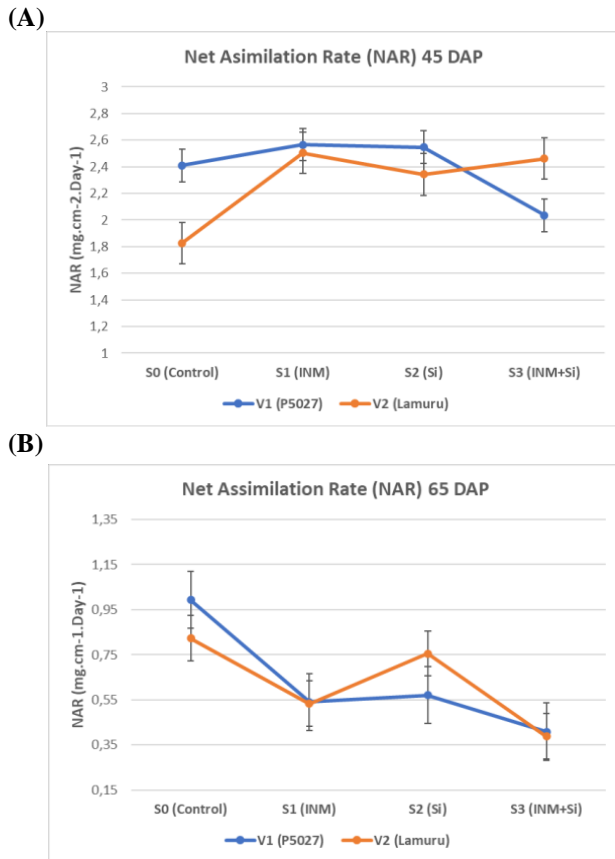 (A)
Net Asimilation Rate (NAR) 45 DAP
NAR (mg.cm-2.Day-1)
3
2,8
2,6
2,4
2,2
2
1,8
1,6
1,4
1,2
1
S0 (Control) S1 (INM) S2 (Si) S3 (INM+Si)
V1 (P5027) V2 (Lamuru)
(B)
Net Assimilation Rate (NAR) 65 DAP
NAR (mg.cm-1.Day-1)
1,35
1,15
0,95
0,75
0,55
0,35
0,15
S0 (Control) S1 (INM) S2 (Si) S3 (INM+Si)
V1 (P5027) V2 (Lamuru)